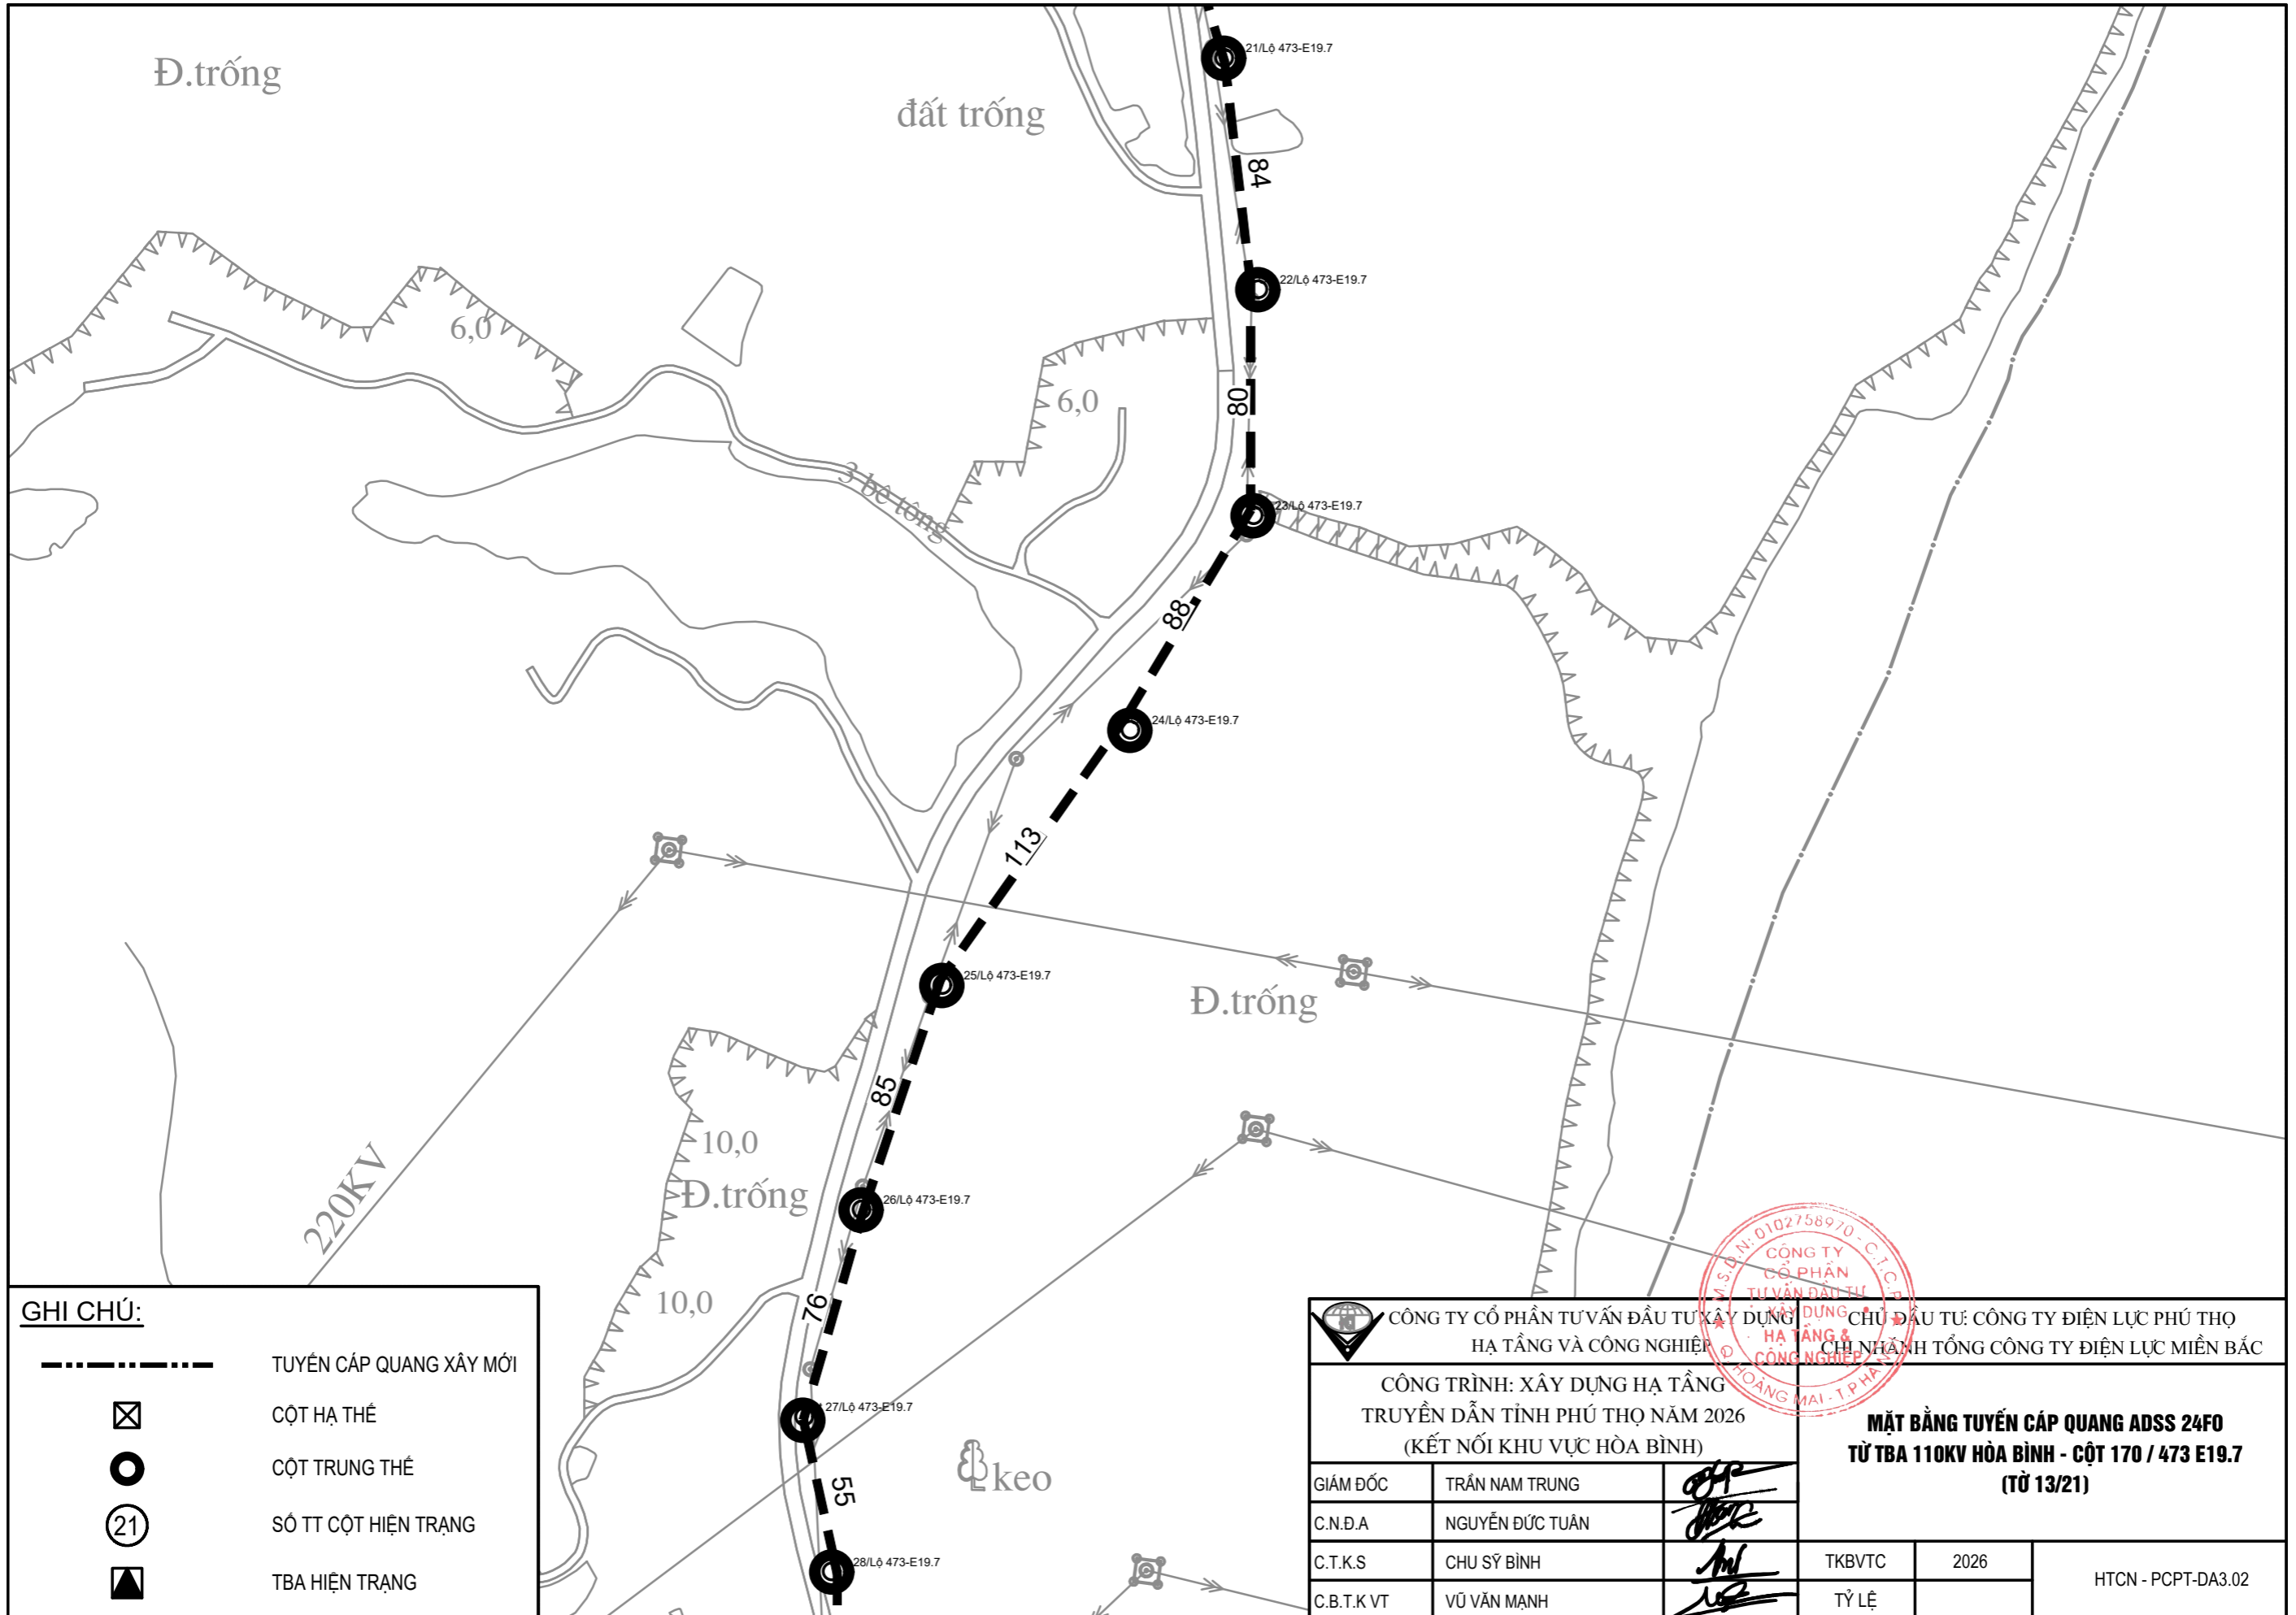 21/Lộ 473-E19.7
Đ.trống
đất trống
84
22/Lộ 473-E19.7
6,0
6,0
80
3 bê tông
23/Lộ 473-E19.7
88
24/Lộ 473-E19.7
113
25/Lộ 473-E19.7
Đ.trống
85
10,0
220KV
Đ.trống
26/Lộ 473-E19.7
10,0
76
27/Lộ 473-E19.7
keo
55
28/Lộ 473-E19.7
GHI CHÚ:
TUYẾN CÁP QUANG XÂY MỚI
CỘT HẠ THẾ
CỘT TRUNG THẾ
21
SỐ TT CỘT HIỆN TRẠNG
TBA HIỆN TRẠNG
M.S.D.N: 0102758970 - C.T.C.P
CÔNG TY
CỔ PHẦN
TƯ VẤN ĐẦU TƯ
XÂY DỰNG
HẠ TẦNG &
CÔNG NGHIỆP
Q. HOÀNG MAI - T.P HÀ NỘI
CÔNG TY CỔ PHẦN TƯ VẤN ĐẦU TƯ XÂY DỰNG
HẠ TẦNG VÀ CÔNG NGHIỆP
CHỦ ĐẦU TƯ: CÔNG TY ĐIỆN LỰC PHÚ THỌ
CHI NHÁNH TỔNG CÔNG TY ĐIỆN LỰC MIỀN BẮC
CÔNG TRÌNH: XÂY DỰNG HẠ TẦNG
TRUYỀN DẪN TỈNH PHÚ THỌ NĂM 2026
(KẾT NỐI KHU VỰC HÒA BÌNH)
MẶT BẰNG TUYẾN CÁP QUANG ADSS 24FO
TỪ TBA 110KV HÒA BÌNH - CỘT 170 / 473 E19.7
(TỜ 13/21)
GIÁM ĐỐC TRẦN NAM TRUNG
C.N.Đ.A NGUYỄN ĐỨC TUÂN
C.T.K.S CHU SỸ BÌNH
TKBVTC 2026
HTCN - PCPT-DA3.02
C.B.T.K VT VŨ VĂN MẠNH
TỶ LỆ